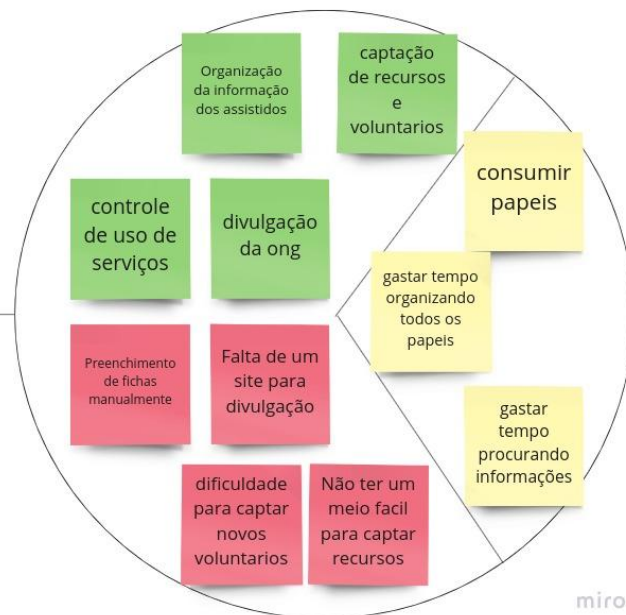 Organização
da informação
dos assistidos
captação
de recursos
e
voluntarios
consumir
papeis
controle
de uso de
serviços
divulgação
da ong
gastar tempo
organizando
todos os
papeis
Preenchimento
de fichas
manualmente
Falta de um
site para
divulgação
gastar
tempo
procurando
informações
dificuldade
para captar
novos
voluntarios
Não ter um
meio facil
para captar
recursos
miro